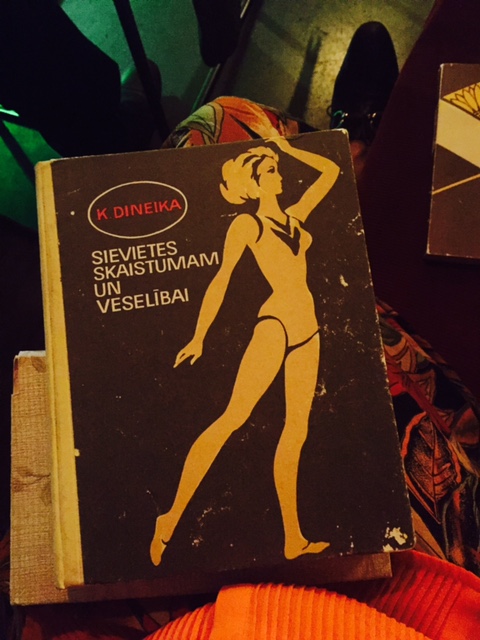 K. DINEIKA
SIEVIETES
SKAISTUMAM
UN
VESELĪBAI